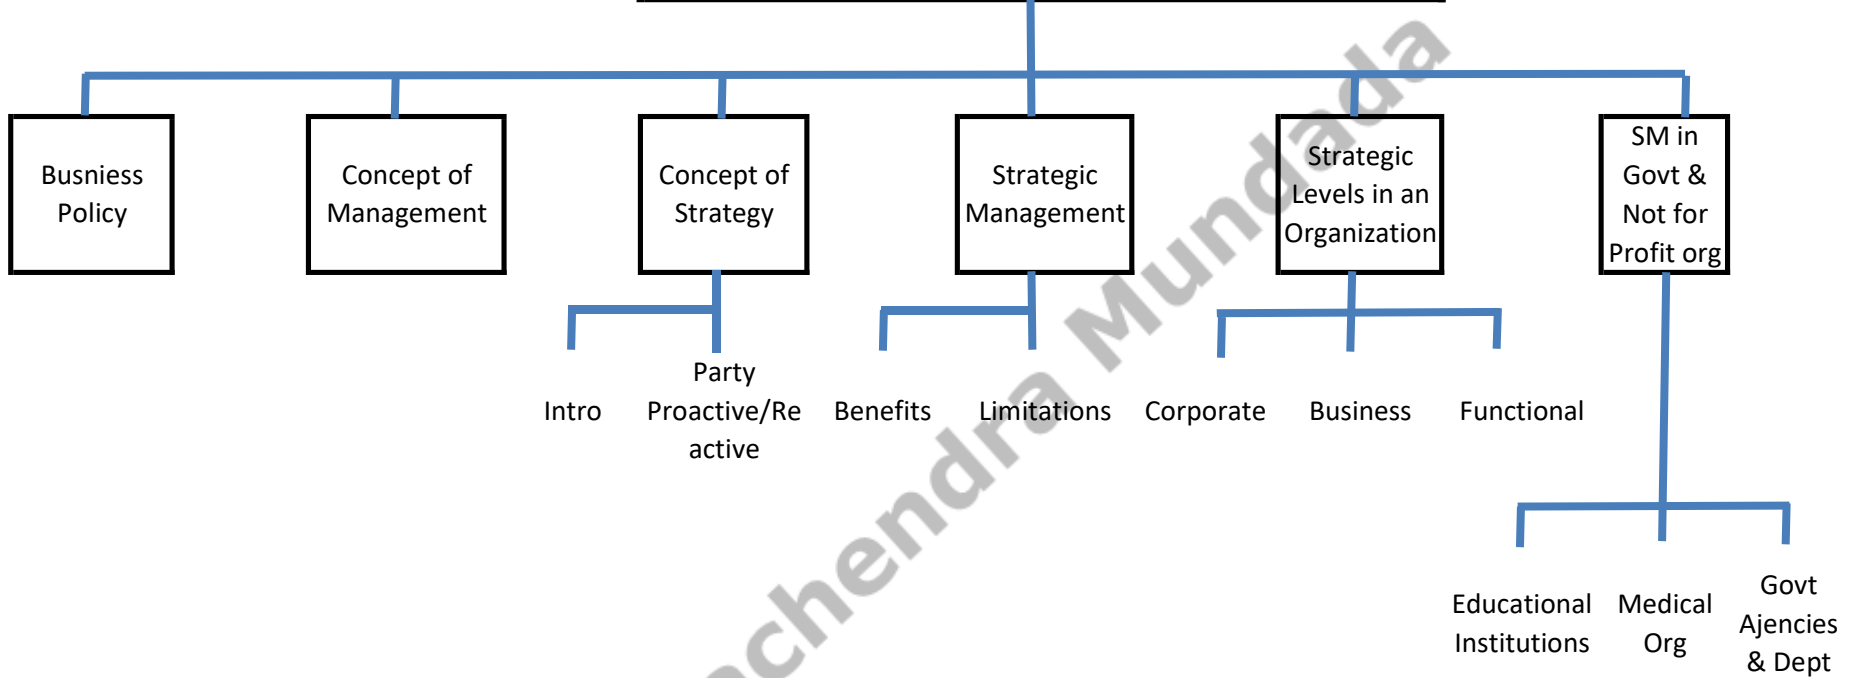 Busniess
Policy
Concept of
Management
Concept of
Strategy
Strategic
Management
Strategic
Levels in an
Organization
SM in
Govt &
Not for
Profit org
Intro
Party
Proactive/Re
active
Benefits
Limitations
Corporate
Business
Functional
Educational
Institutions
Medical
Org
Govt
Ajencies
& Dept
Mundada